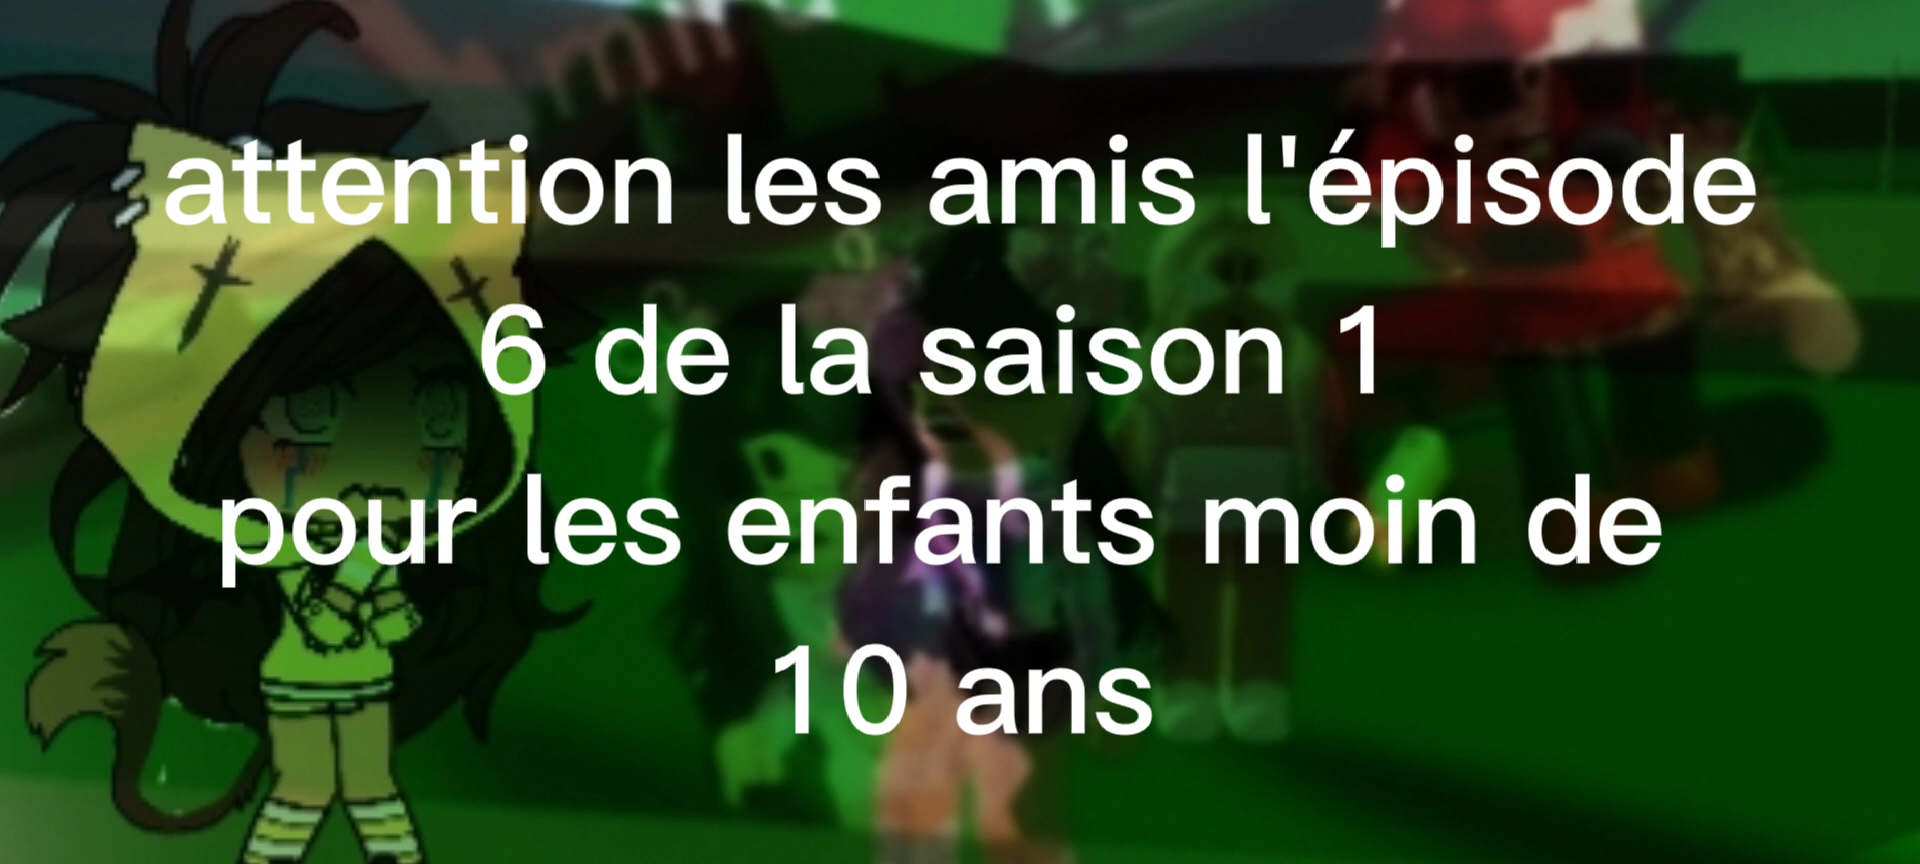 attention les amis l'épisode
6 de la saison 1
pour les enfants moin de
10 ans